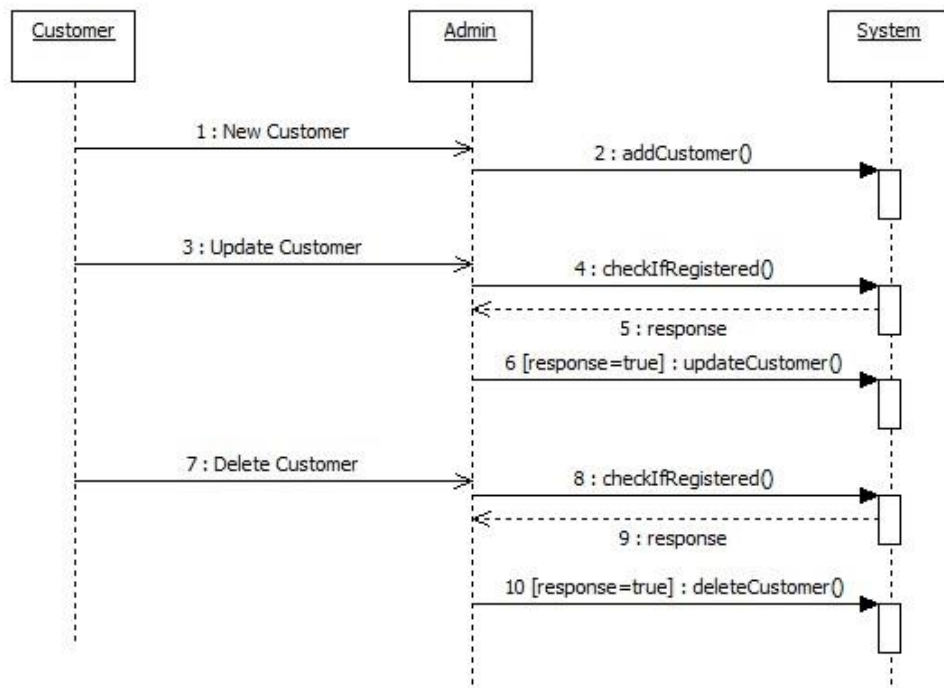 Customer
Admin
System
1 : New Customer
2 : addCustomer()
3 : Update Customer
4 : checkIfRegistered()
5 : response
6 [response=true] : updateCustomer()
7 : Delete Customer
8 : checkIfRegistered()
9 : response
10 [response=true] : deleteCustomer()